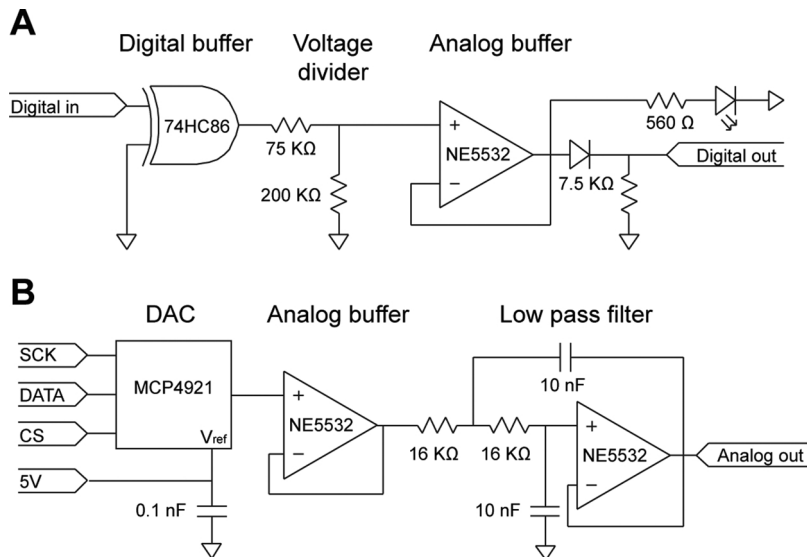 A
Digital buffer
Voltage
divider
Analog buffer
Digital in
74HC86
75 KΩ
200 KΩ
+
NE5532
−
560 Ω
7.5 KΩ
Digital out
B
DAC
Analog buffer
Low pass filter
SCK
DATA
CS
5V
MCP4921
Vref
0.1 nF
+
NE5532
−
16 KΩ
16 KΩ
10 nF
10 nF
+
NE5532
−
Analog out